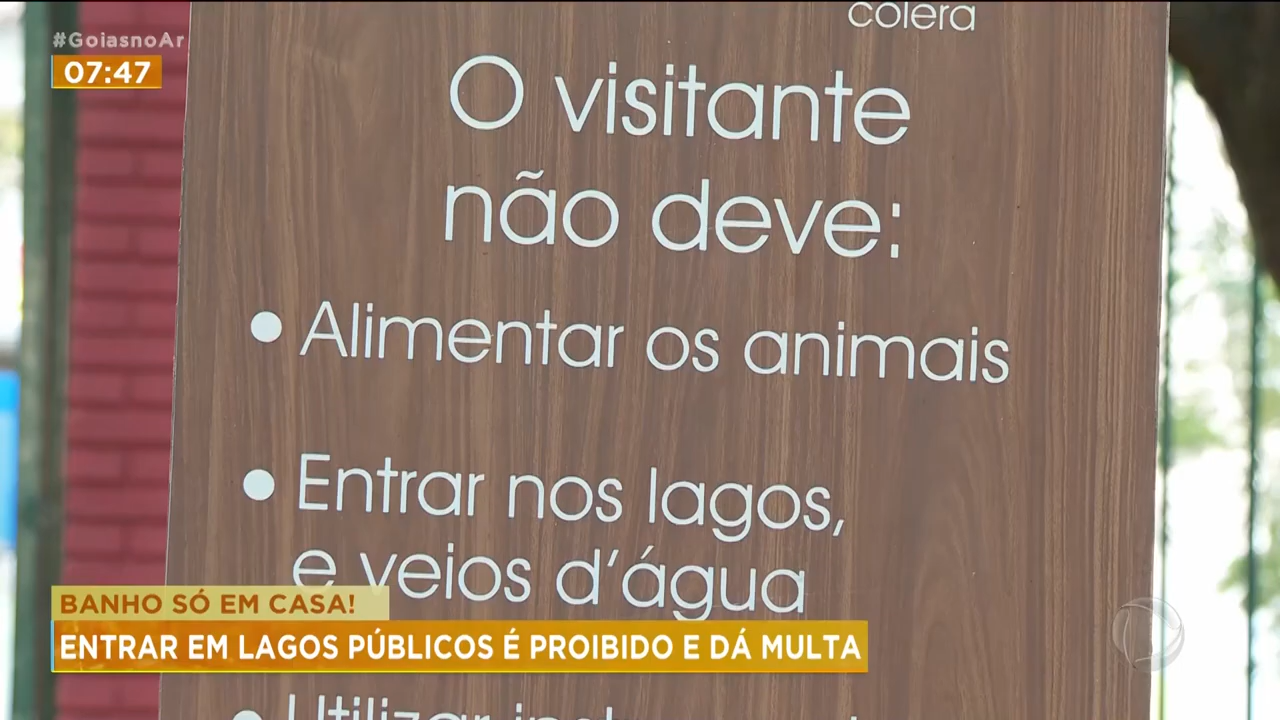 #GoiasnoAr
07:47
colera
O visitante
não deve:
• Alimentar os animais
• Entrar nos lagos,
e veios d'água
BANHO SÓ EM CASA!
ENTRAR EM LAGOS PÚBLICOS É PROIBIDO E DÁ MULTA
• Utilizar